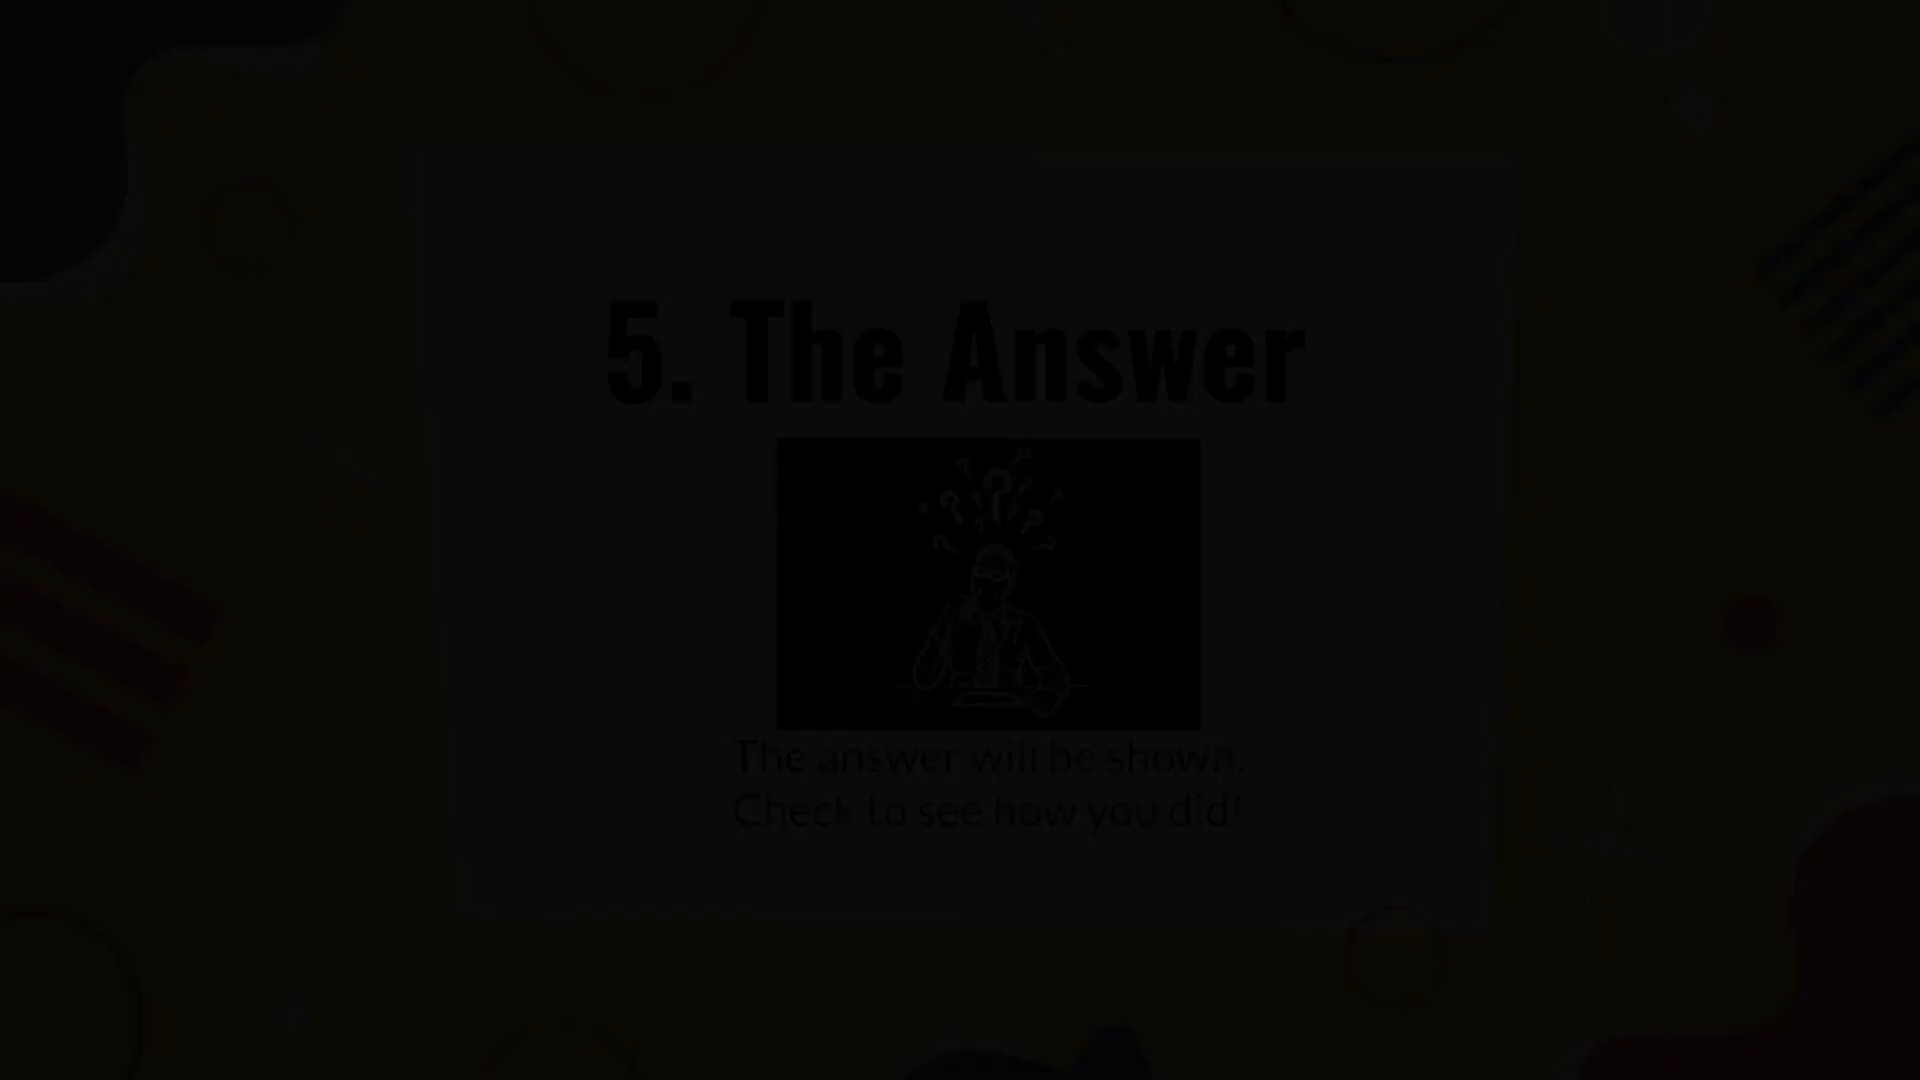 5. The Answer
The answer will be shown.
Check to see how you did!